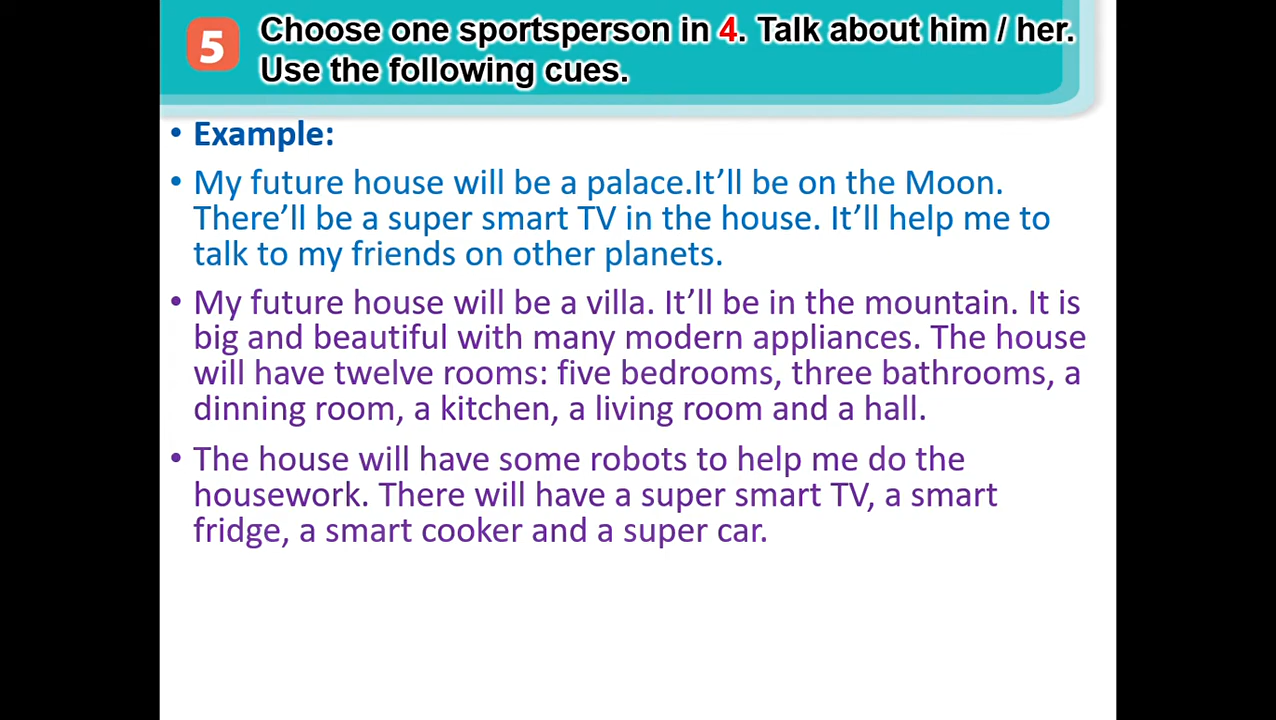 5 Choose one sportsperson in 4. Talk about him / her.
Use the following cues.
• Example:
• My future house will be a palace.It’ll be on the Moon.
There’ll be a super smart TV in the house. It’ll help me to
talk to my friends on other planets.
• My future house will be a villa. It’ll be in the mountain. It is
big and beautiful with many modern appliances. The house
will have twelve rooms: five bedrooms, three bathrooms, a
dinning room, a kitchen, a living room and a hall.
• The house will have some robots to help me do the
housework. There will have a super smart TV, a smart
fridge, a smart cooker and a super car.